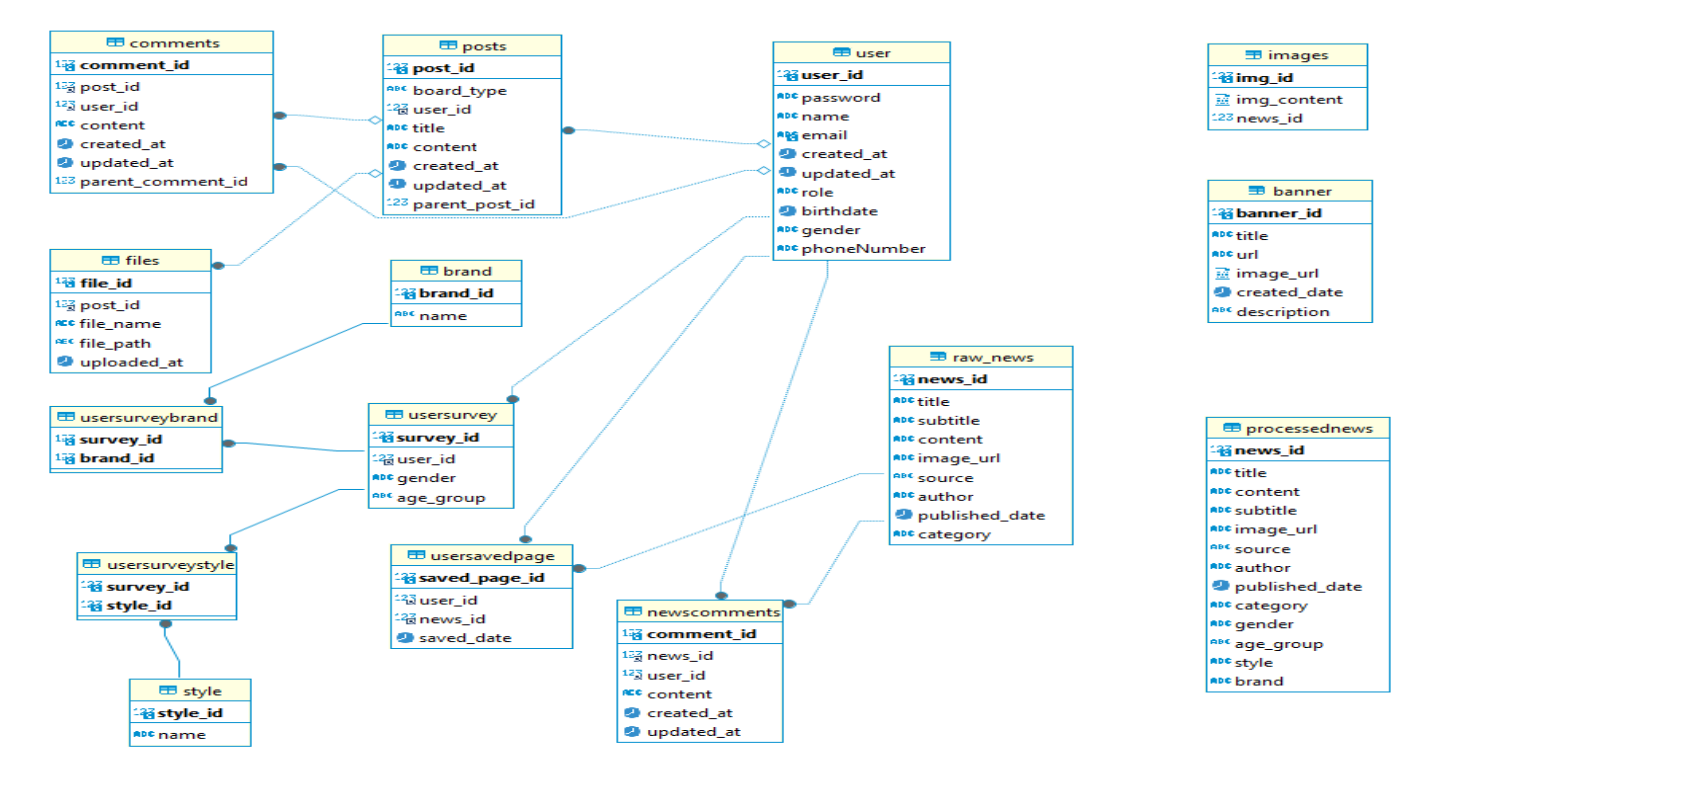 comments
comment_id
post_id
user_id
content
created_at
updated_at
parent_comment_id
posts
post_id
board_type
user_id
title
content
created_at
updated_at
parent_post_id
user
user_id
password
name
email
created_at
updated_at
role
birthdate
gender
phoneNumber
images
img_id
img_content
news_id
banner
banner_id
title
url
image_url
created_date
description
files
file_id
post_id
file_name
file_path
uploaded_at
brand
brand_id
name
usersurveybrand
survey_id
brand_id
usersurvey
survey_id
user_id
gender
age_group
raw_news
news_id
title
subtitle
content
image_url
source
author
published_date
category
processednews
news_id
title
content
subtitle
image_url
source
author
published_date
category
gender
age_group
style
brand
usersurveystyle
survey_id
style_id
usersavedpage
saved_page_id
user_id
news_id
saved_date
newscomments
comment_id
news_id
user_id
content
created_at
updated_at
style
style_id
name